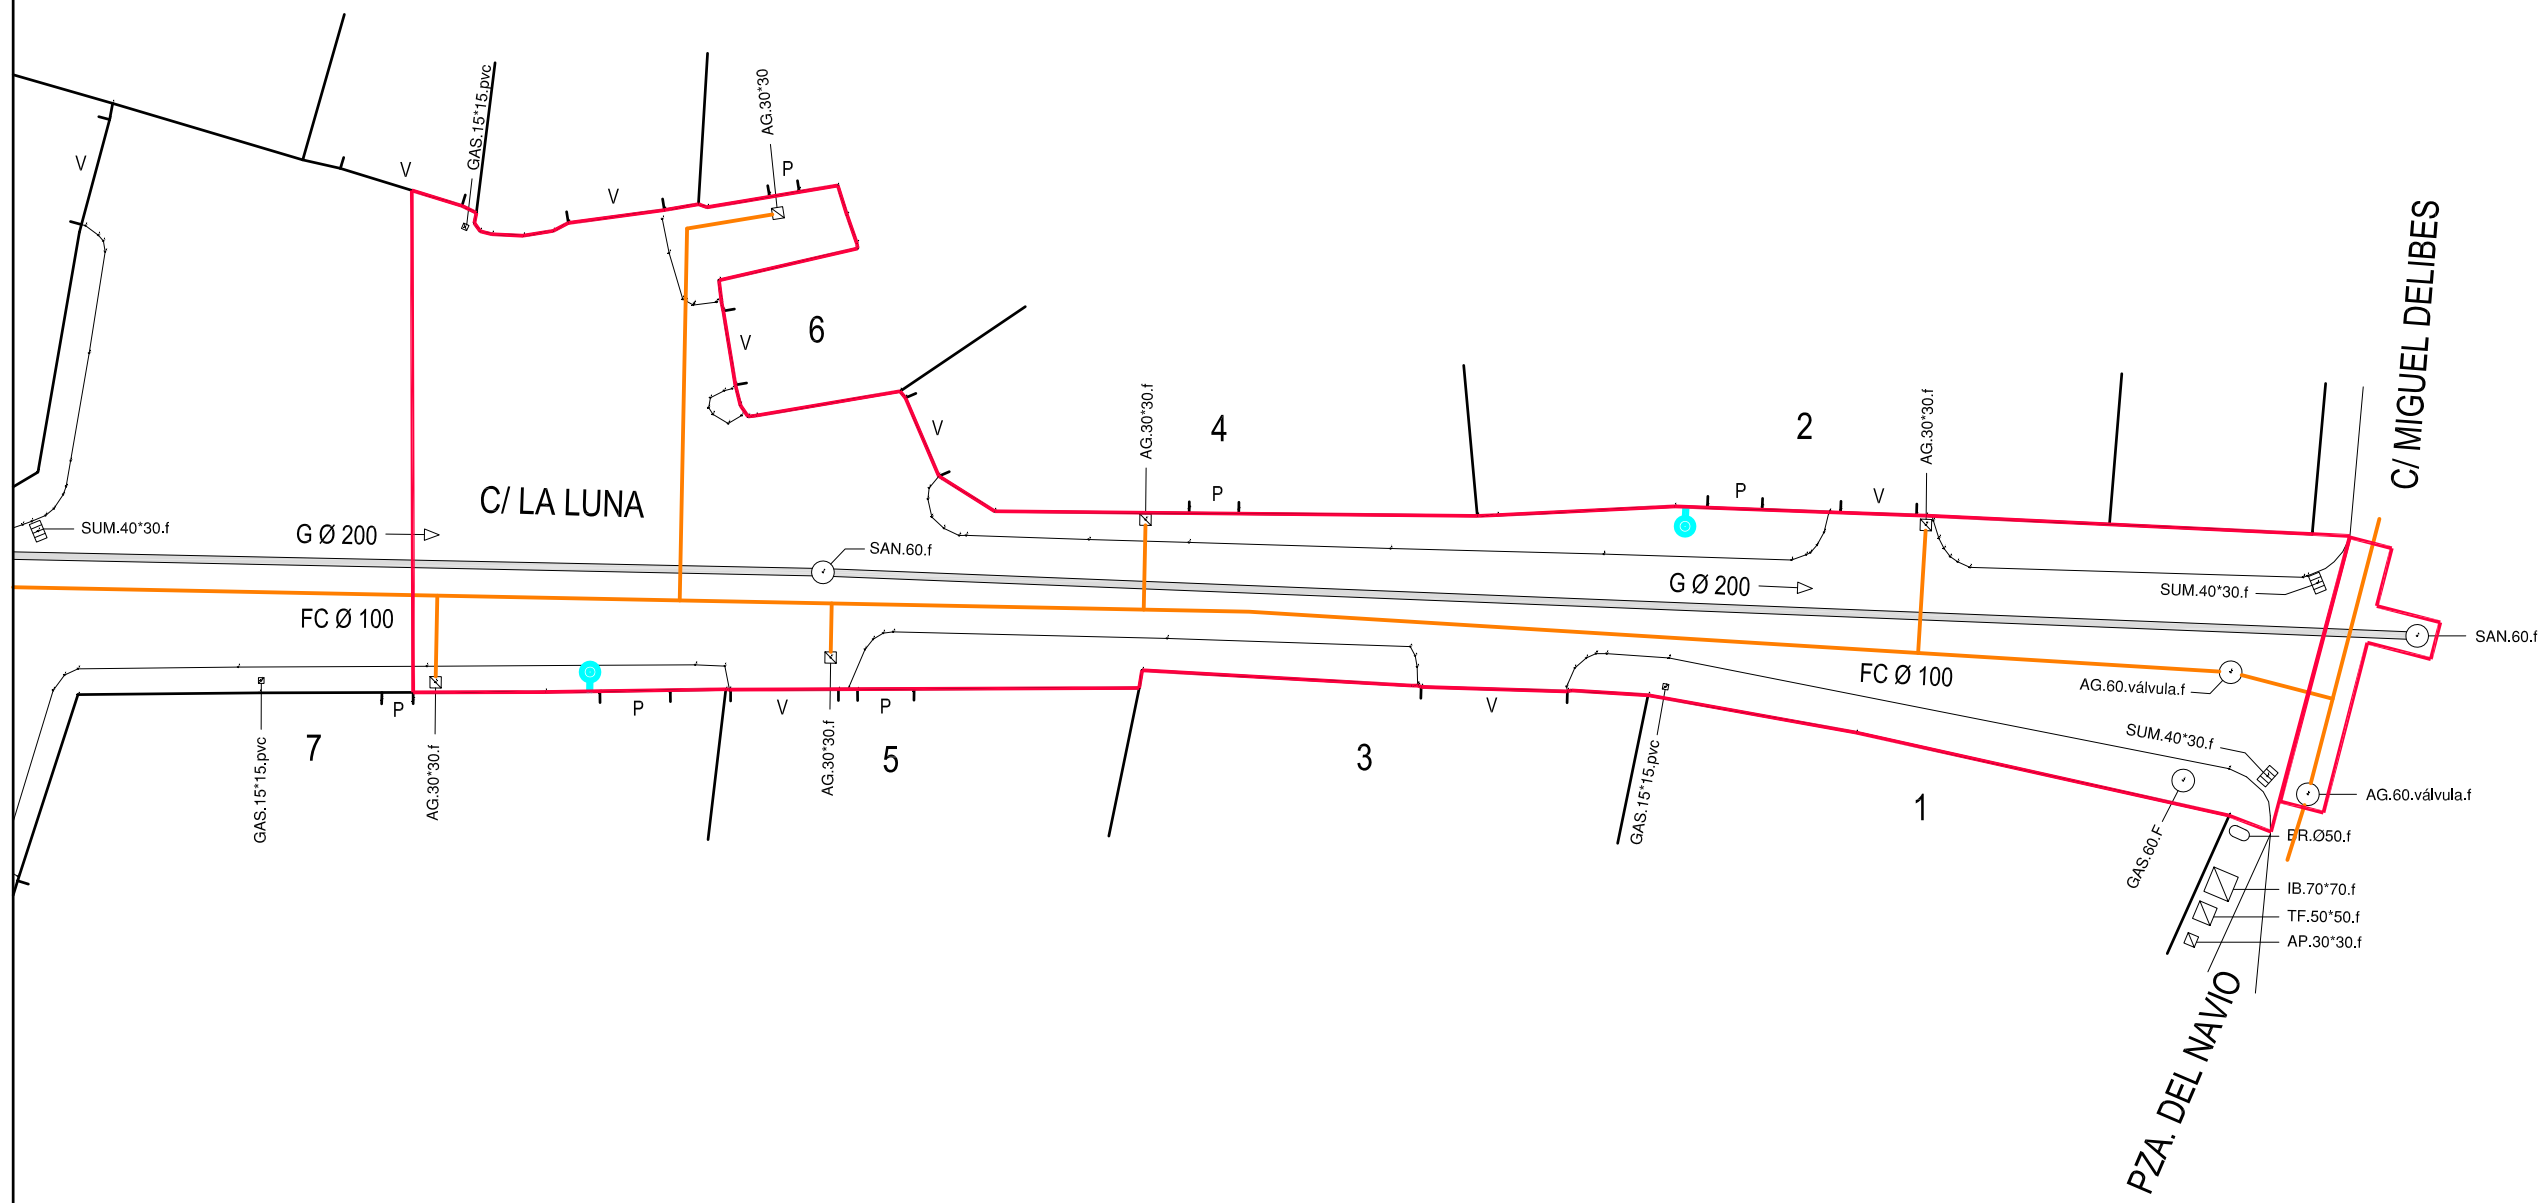 V
V
GAS.15*15.pvc
V
AG.30*30
P
C/ MIGUEL DELIBES
6
V
V
AG.30*30.f
4
P
2
P
V
AG.30*30.f
C/ LA LUNA
SUM.40*30.f
G Ø 200
SAN.60.f
G Ø 200
SUM.40*30.f
SAN.60.f
FC Ø 100
FC Ø 100
AG.60.válvula.f
SUM.40*30.f
AG.60.válvula.f
7
GAS.15*15.pvc
P
AG.30*30.f
P
V
AG.30*30.f
P
5
3
V
GAS.15*15.pvc
1
GAS.60.F
BR.Ø50.f
IB.70*70.f
TF.50*50.f
AP.30*30.f
PZA. DEL NAVIO